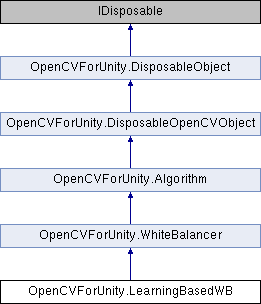 IDisposable
OpenCVForUnity.DisposableObject
OpenCVForUnity.DisposableOpenCVObject
OpenCVForUnity.Algorithm
OpenCVForUnity.WhiteBalancer
OpenCVForUnity.LearningBasedWB